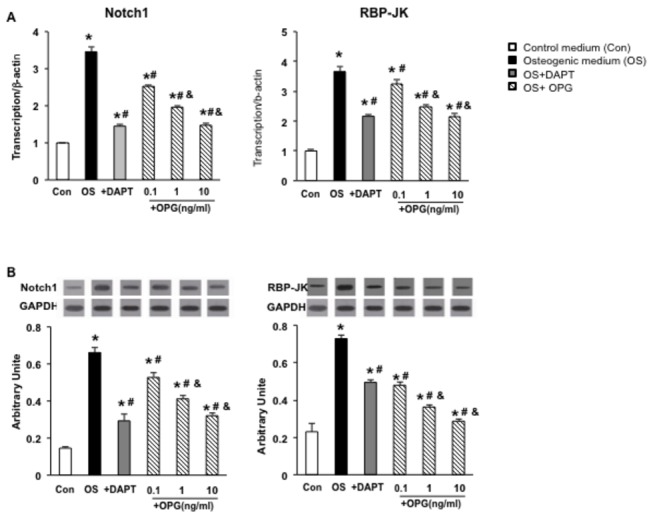 A
Notch1
Transcription/β-actin
4
3
2
1
0
*
*#
*#
*# &
*#&
Con OS +DAPT 0.1 1 10
+OPG(ng/ml)
RBP-JK
Transcription/b-actin
5
4
3
2
1
0
*
*#
*#
*# &
*#&
Con OS +DAPT 0.1 1 10
+OPG(ng/ml)
Control medium (Con)
Osteogenic medium (OS)
OS+DAPT
OS+ OPG
B
Notch1
GAPDH
Arbitrary Unite
0.8
0.6
0.4
0.2
0
*
*#
*#
*# &
*# &
Con OS +DAPT 0.1 1 10
+OPG(ng/ml)
RBP-JK
GAPDH
Arbitrary Unite
0.8
0.6
0.4
0.2
0
*
*#
*#
*# &
*# &
Con OS +DAPT 0.1 1 10
+OPG(ng/ml)